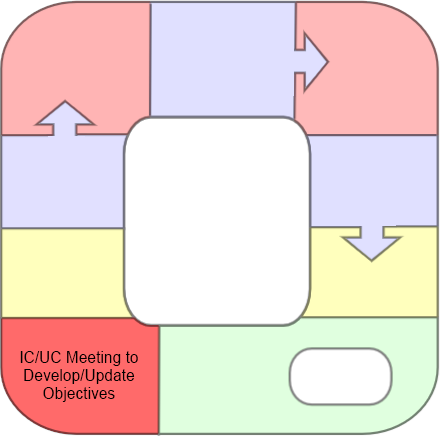 IC/UC Meeting to
Develop/Update
Objectives